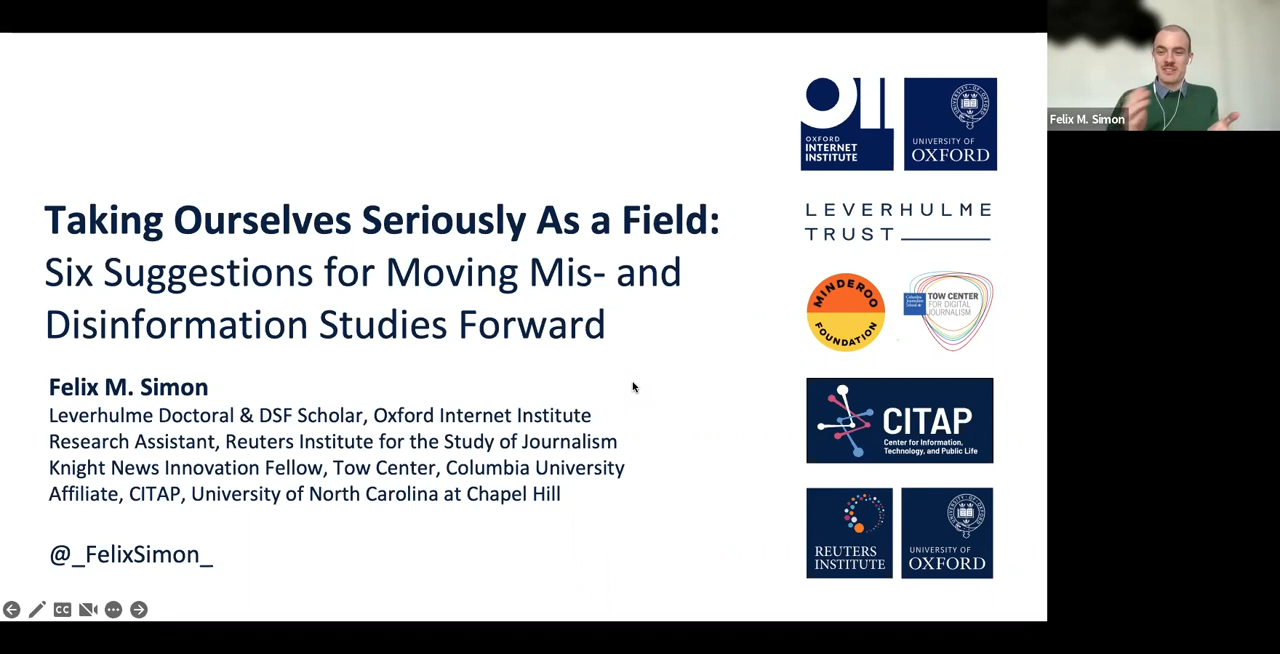 Taking Ourselves Seriously As a Field:
Six Suggestions for Moving Mis- and
Disinformation Studies Forward
Felix M. Simon
Leverhulme Doctoral & DSF Scholar, Oxford Internet Institute
Research Assistant, Reuters Institute for the Study of Journalism
Knight News Innovation Fellow, Tow Center, Columbia University
Affiliate, CITAP, University of North Carolina at Chapel Hill
@_FelixSimon_
OII
OXFORD
INTERNET
INSTITUTE
UNIVERSITY OF
OXFORD
LEVERHULME
TRUST
MINDEROO
FOUNDATION
TOW CENTER
FOR DIGITAL
JOURNALISM
CITAP
Center for Information,
Technology, and Public Life
REUTERS
INSTITUTE
UNIVERSITY OF
OXFORD
CC
Felix M. Simon